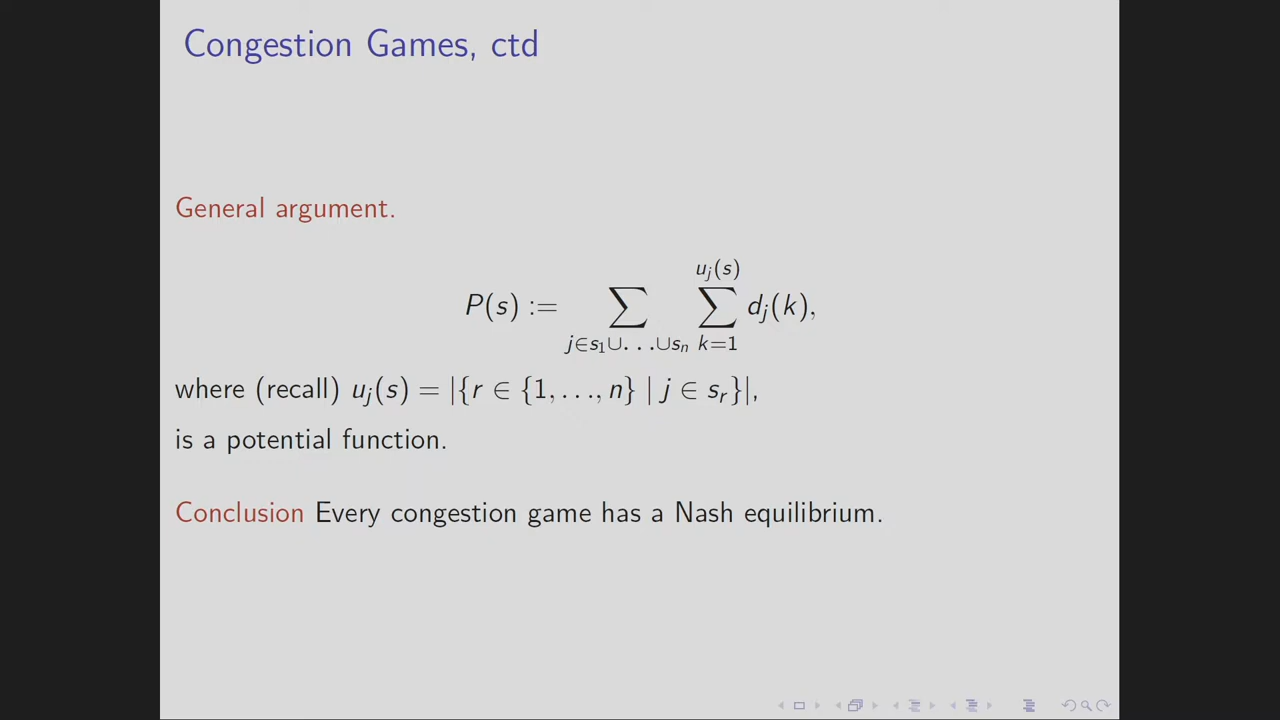 Congestion Games, ctd
General argument.
P(s) := ∑_{j∈s₁∪...∪sₙ} ∑_{k=1}^{u_j(s)} d_j(k),
where (recall) u_j(s) = |{r ∈ {1, . . ., n} | j ∈ s_r}|,
is a potential function.
Conclusion Every congestion game has a Nash equilibrium.